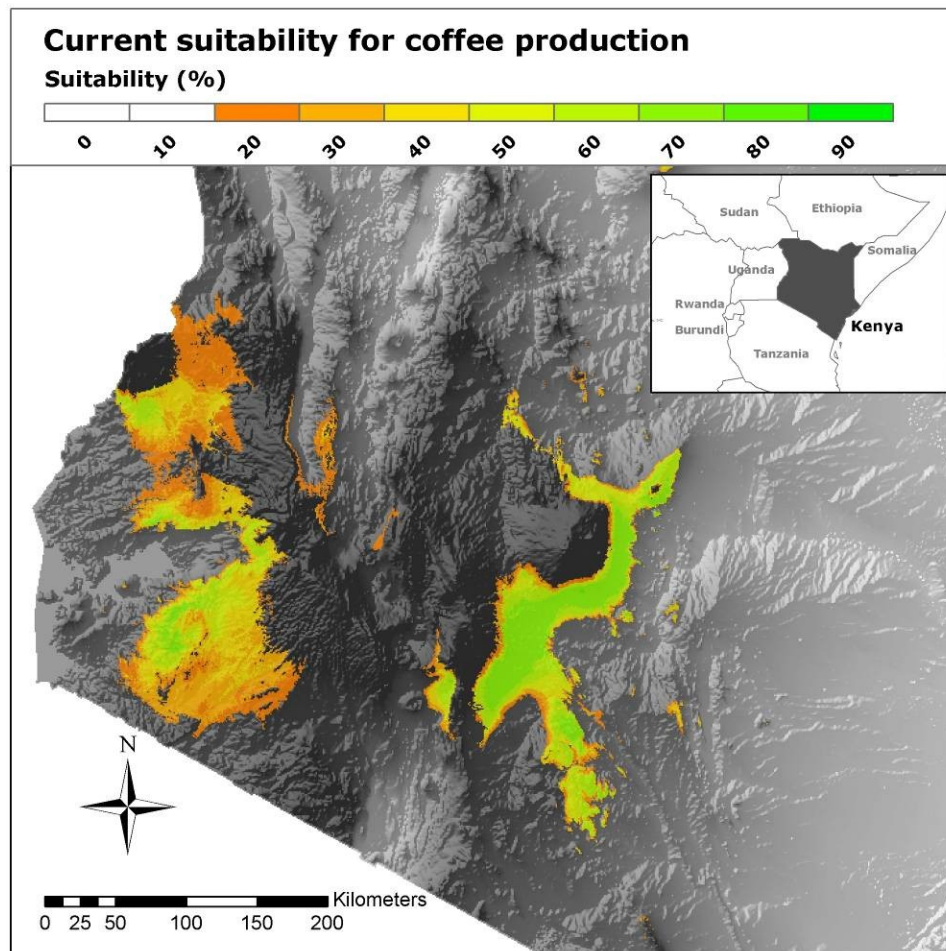 Current suitability for coffee production
Suitability (%)
0 10 20 30 40 50 60 70 80 90
Sudan
Ethiopia
Somalia
Uganda
Rwanda
Burundi
Kenya
Tanzania
N
Kilometers
0 25 50 100 150 200